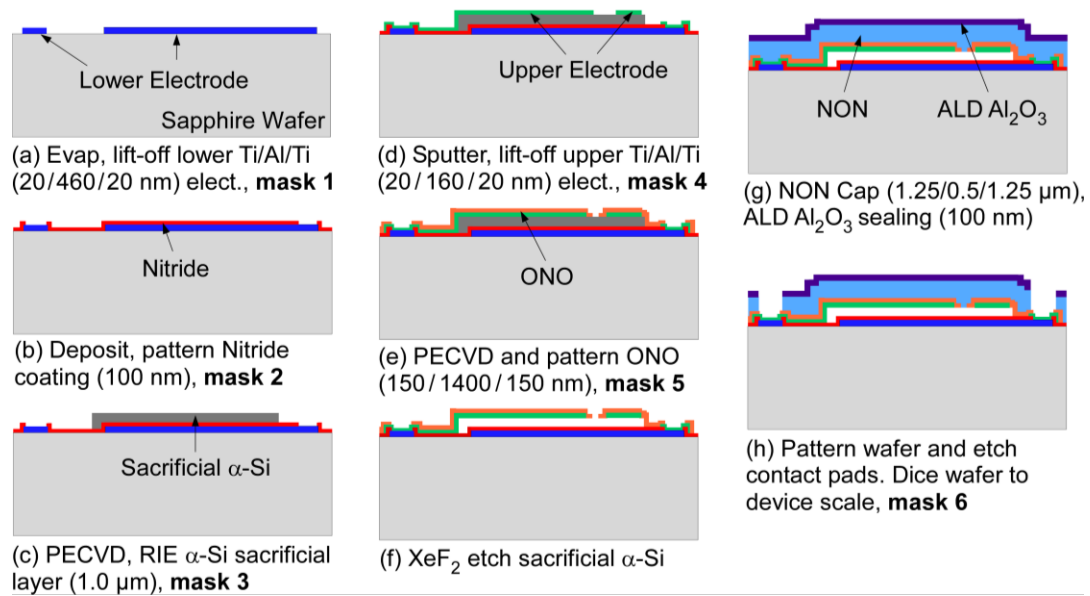 Lower Electrode
Sapphire Wafer
(a) Evap, lift-off lower Ti/Al/Ti
(20/460/20 nm) elect., mask 1
Nitride
(b) Deposit, pattern Nitride
coating (100 nm), mask 2
Sacrificial α-Si
(c) PECVD, RIE α-Si sacrificial
layer (1.0 µm), mask 3
Upper Electrode
(d) Sputter, lift-off upper Ti/Al/Ti
(20/160/20 nm) elect., mask 4
ONO
(e) PECVD and pattern ONO
(150/1400/150 nm), mask 5
(f) XeF₂ etch sacrificial α-Si
NON
ALD Al₂O₃
(g) NON Cap (1.25/0.5/1.25 µm),
ALD Al₂O₃ sealing (100 nm)
(h) Pattern wafer and etch
contact pads. Dice wafer to
device scale, mask 6